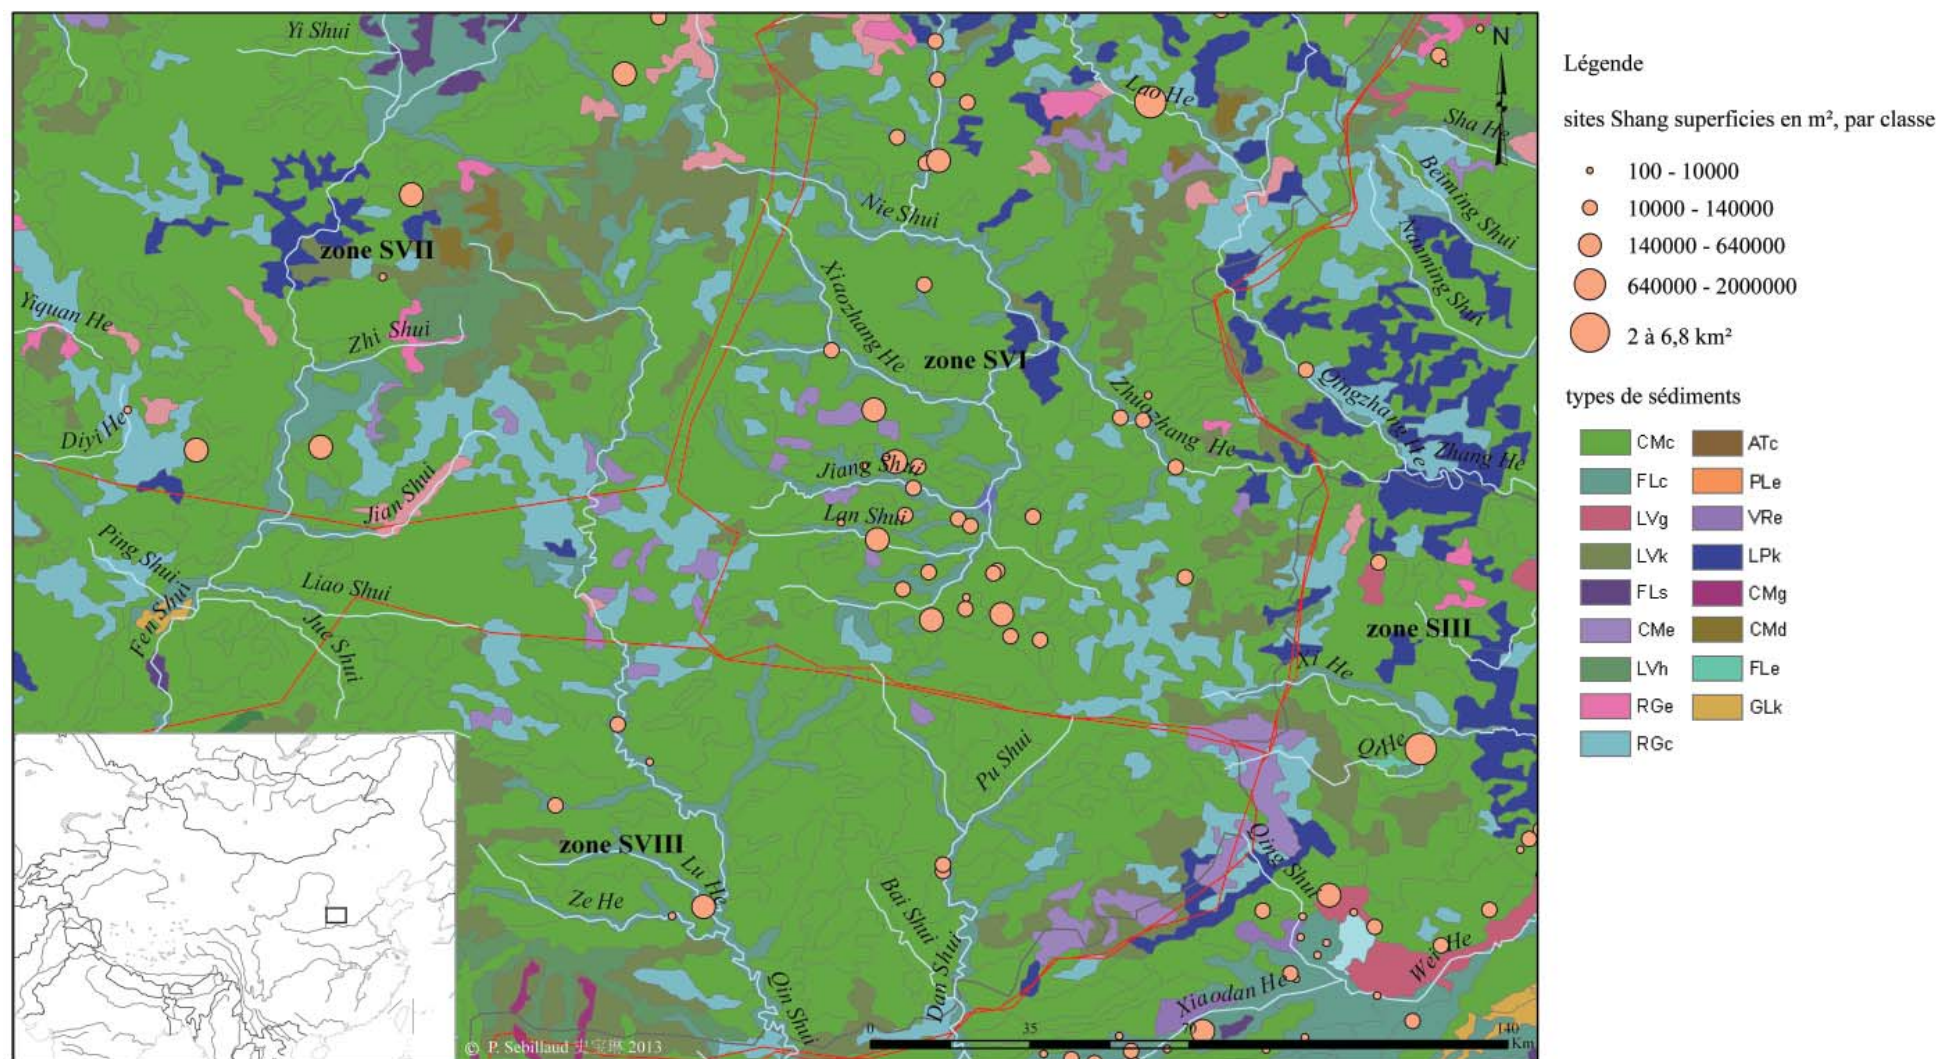 Yi Shui
N
Lao He
Sha He
Beiming Shui
Nie Shui
Nanming Shui
zone SVII
Xiaozhang He
Yiquan He
Zhi Shui
zone SVI
Zhuozhang He
Qingzhang He
Zhang He
Diyi He
Jiang Shui
Jian Shui
Lan Shui
Ping Shui
Liao Shui
Fen Shui
Jue Shui
zone SIII
Xi He
Qi He
Pu Shui
zone SVIII
Lu He
Ze He
Qing Shui
Bai Shui
Wei He
Dan Shui
Qin Shui
Xiaodan He
0 35 70 140
Km
© P. Sebillaud 史宝琳 2013
Légende
sites Shang superficies en m², par classe
100 - 10000
10000 - 140000
140000 - 640000
640000 - 2000000
2 à 6,8 km²
types de sédiments
CMc ATc
FLc PLe
LVg VRe
LVk LPk
FLs CMg
CMe CMd
LVh FLe
RGe GLk
RGc